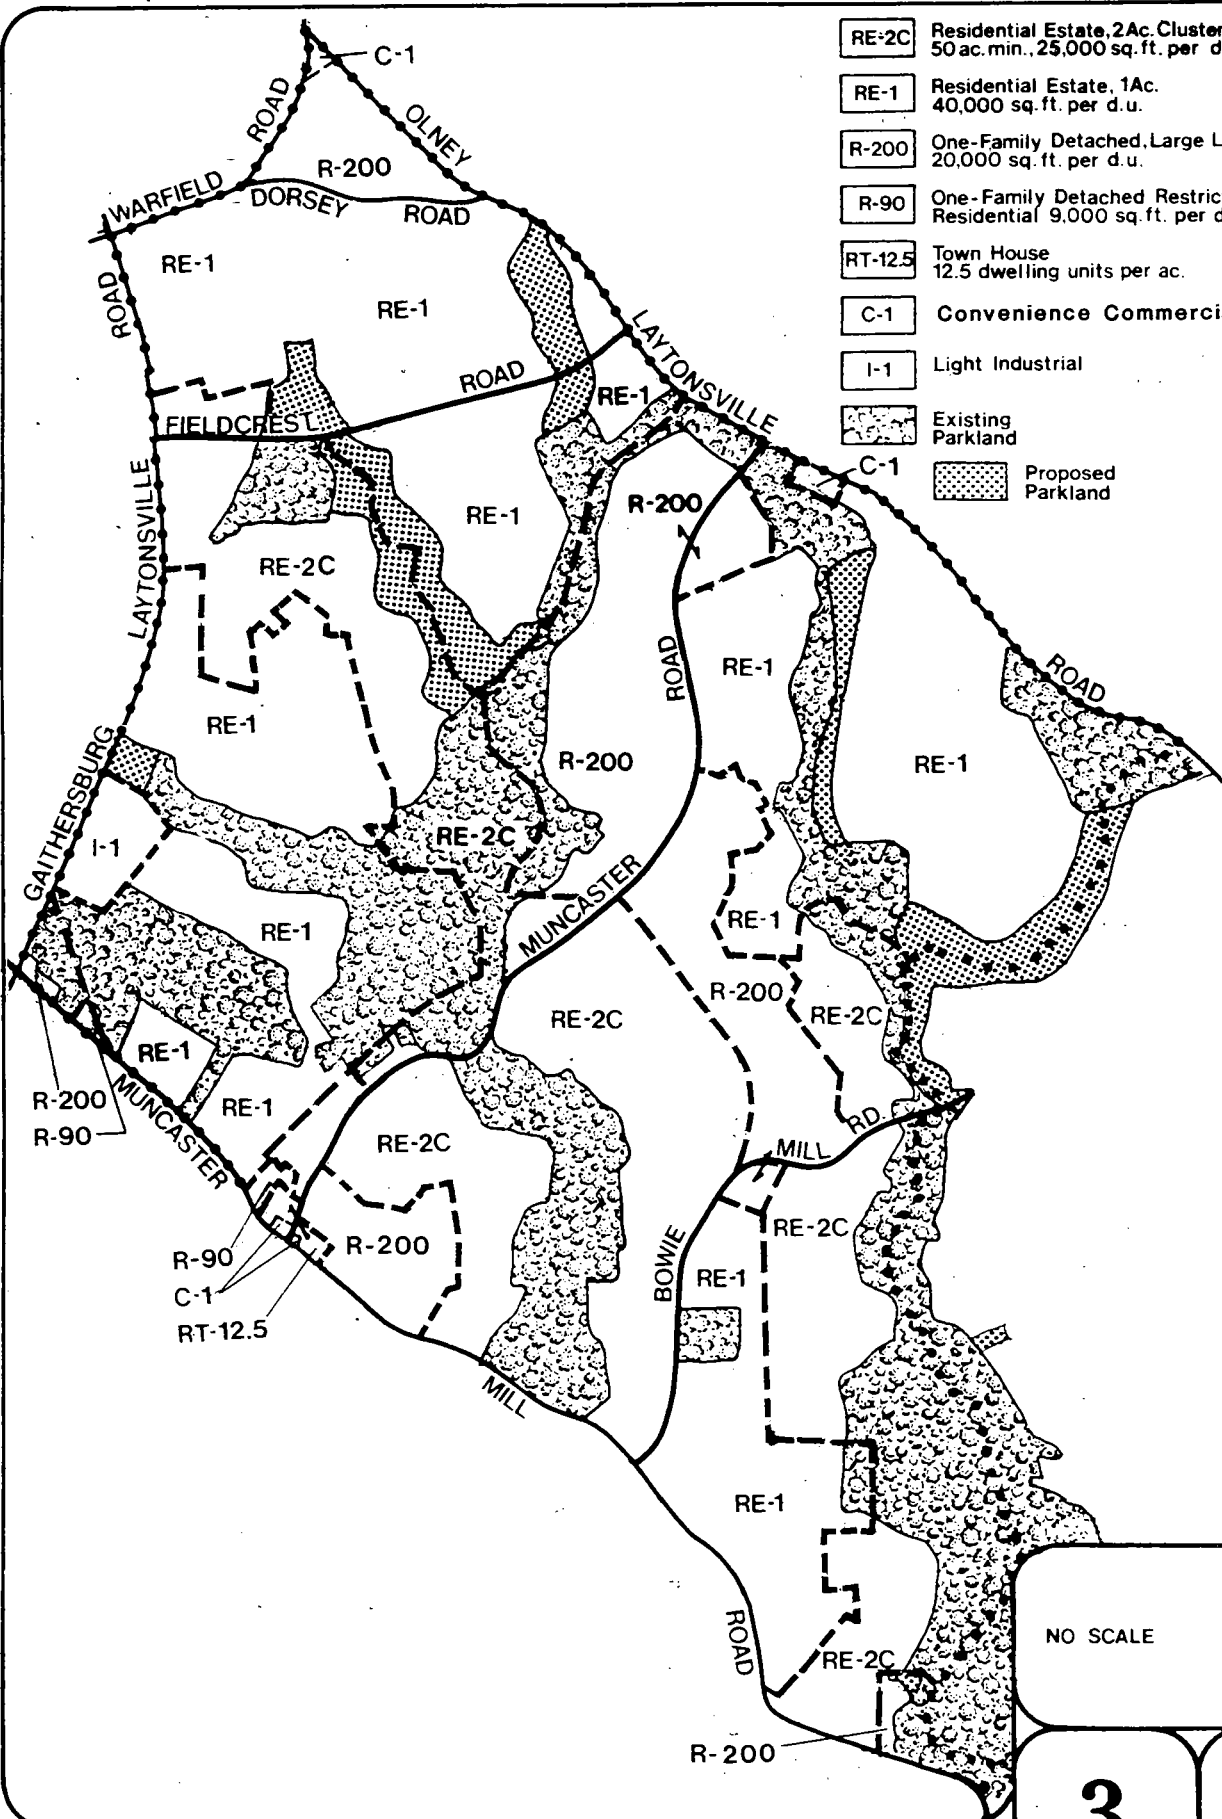 RE-2C
Residential Estate, 2Ac. Cluster
50 ac. min., 25,000 sq. ft. per
RE-1
Residential Estate, 1Ac.
40,000 sq. ft. per d.u.
R-200
One-Family Detached, Large
20,000 sq. ft. per d.u.
R-90
One-Family Detached
Residential 9,000 sq. ft. per
RT-12.5
Town House
12.5 dwelling units per ac.
C-1
Convenience
I-1
Light Industrial
Existing
Parkland
Proposed
Parkland
C-1
ROAD
OLNEY
R-200
WARFIELD
DORSEY
ROAD
RE-1
ROAD
RE-1
LAYTONSVILLE
ROAD
RE-1
FIELDCREST
C-1
LAYTONSVILLE
R-200
RE-1
RE-2C
ROAD
RE-1
ROAD
RE-1
GAITHERSBURG
R-200
RE-1
I-1
RE-2C
MUNCASTER
RE-1
RE-1
R-200
RE-2C
RE-2C
RE-1
R-200
R-90
MUNCASTER
RE-1
RE-2C
MILL
RD.
R-90
C-1
RT-12.5
R-200
RE-2C
BOWIE
RE-1
MILL
RE-1
ROAD
RE-2C
R-200
NO SCALE
3